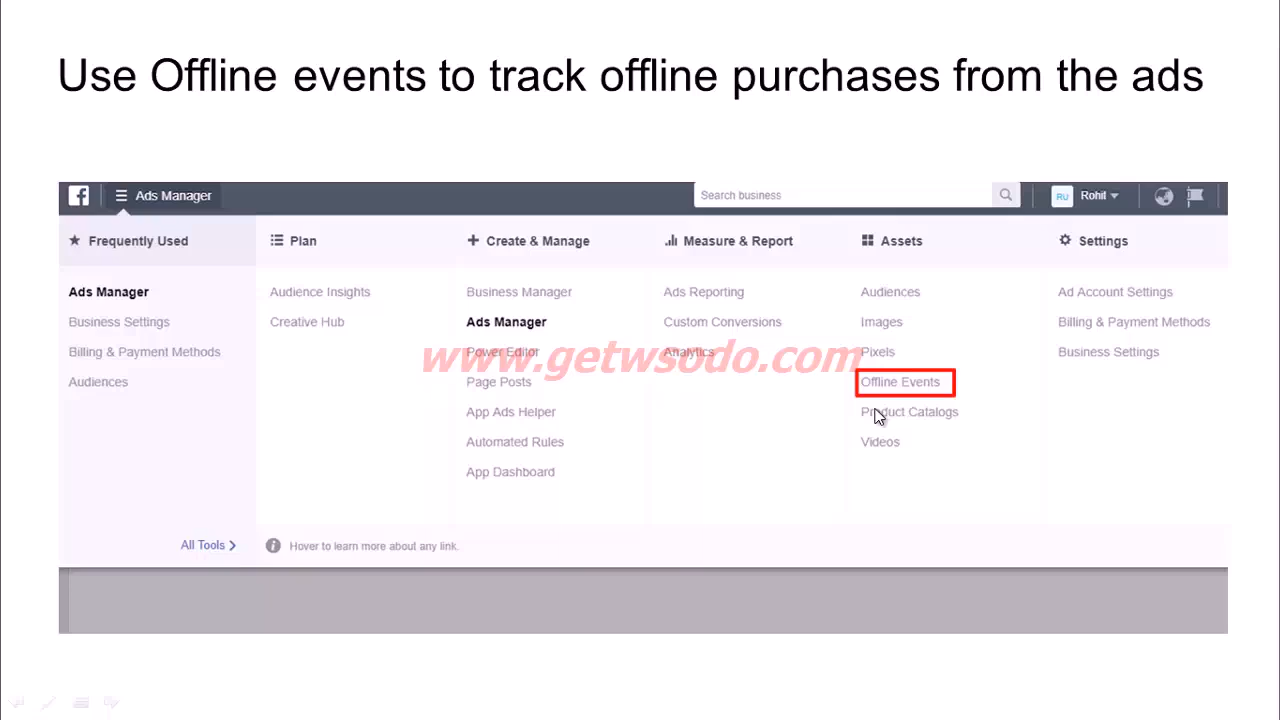 Use Offline events to track offline purchases from the ads
Ads Manager
Search business
RU
Rohil
Frequently Used
Ads Manager
Business Settings
Billing & Payment Methods
Audiences
All Tools
Plan
Audience Insights
Creative Hub
Create & Manage
Business Manager
Ads Manager
Power Editor
Page Posts
App Ads Helper
Automated Rules
App Dashboard
Measure & Report
Ads Reporting
Custom Conversions
Analytics
Assets
Audiences
Images
Pixels
Offline Events
Product Catalogs
Videos
Settings
Ad Account Settings
Billing & Payment Methods
Business Settings
Hover to learn more about any link.
www.getwsodo.com